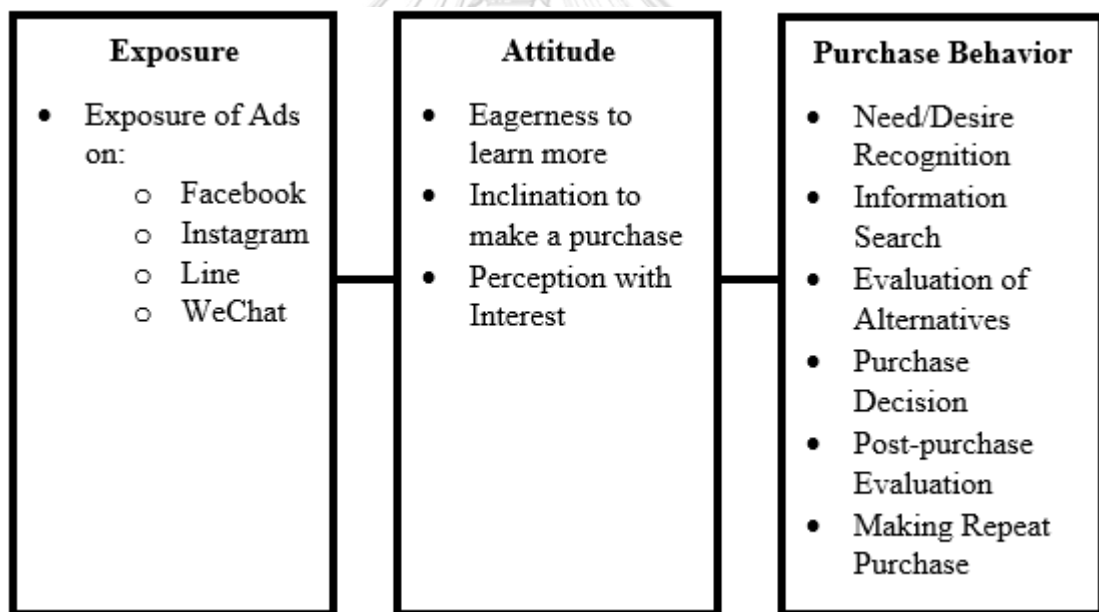 Exposure
• Exposure of Ads
on:
o Facebook
o Instagram
o Line
o WeChat
Attitude
• Eagerness to
learn more
• Inclination to
make a purchase
• Perception with
Interest
Purchase Behavior
• Need/Desire
Recognition
• Information
Search
• Evaluation of
Alternatives
• Purchase
Decision
• Post-purchase
Evaluation
• Making Repeat
Purchase